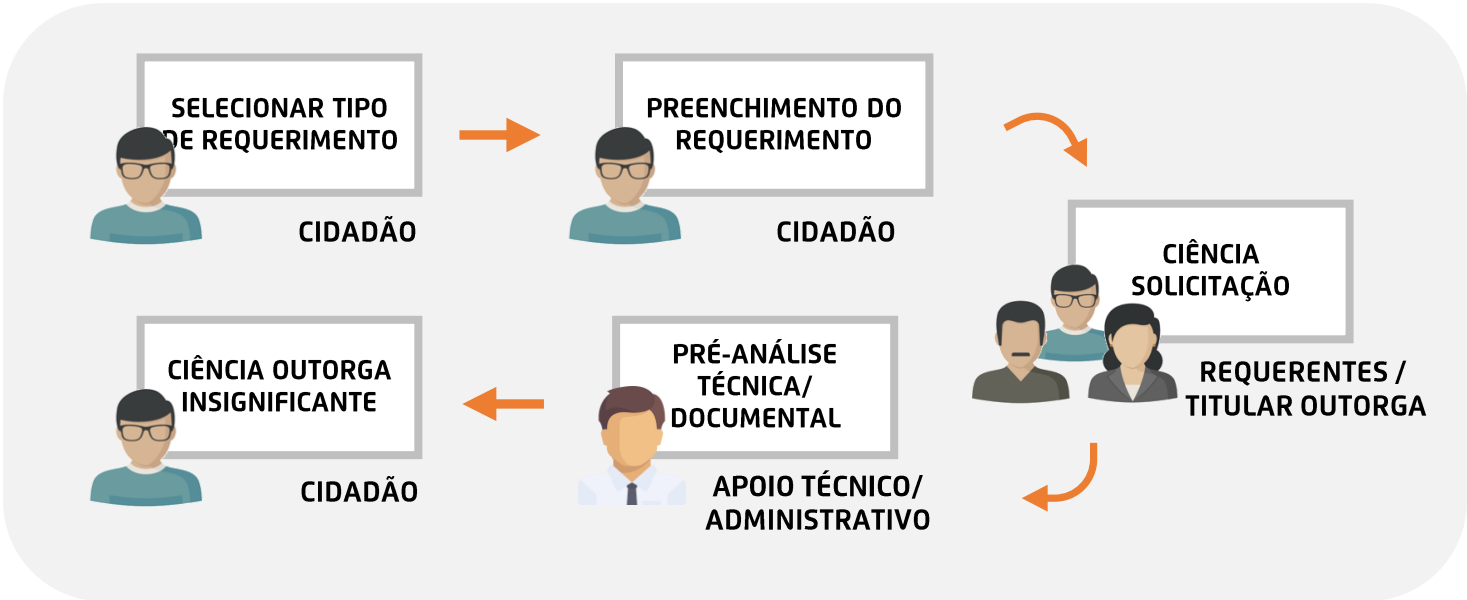 SELECIONAR TIPO
DE REQUERIMENTO
CIDADÃO
PREENCHIMENTO DO
REQUERIMENTO
CIDADÃO
CIÊNCIA
SOLICITAÇÃO
REQUERENTES /
TITULAR OUTORGA
PRÉ-ANÁLISE
TÉCNICA/
DOCUMENTAL
APOIO TÉCNICO/
ADMINISTRATIVO
CIÊNCIA OUTORGA
INSIGNIFICANTE
CIDADÃO